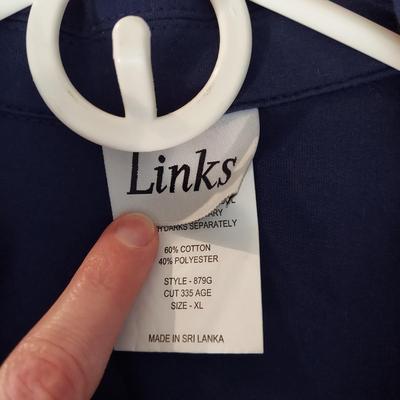 Links
DARKS SEPARATELY
60% COTTON
40% POLYESTER
STYLE - 879G
CUT 335 AGE
SIZE - XL
MADE IN SRI LANKA